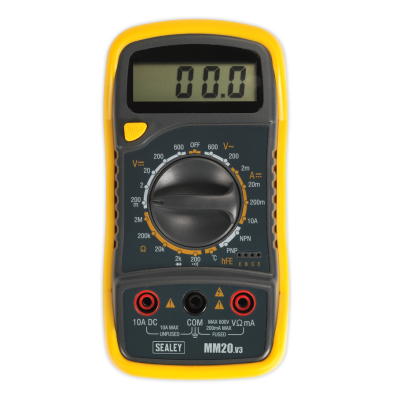 00.0
OFF
600 600
200 V~
V⎓ 200
20 2m
2 A⎓
200m 20m
2M 200m
200k 10A
Ω 20k NPN
2k 200 °C hFE PNP
E B C E
10A DC COM VΩmA
10A MAX UNFUSED
MAX 600V 200mA MAX FUSED
SEALEY MM20.V3